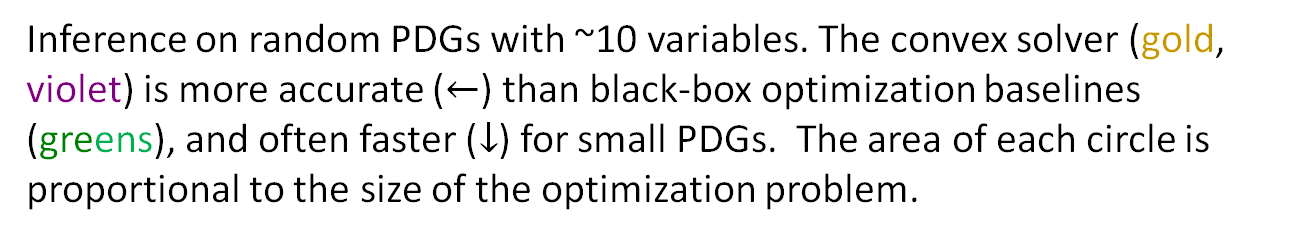 Inference on random PDGs with ~10 variables. The convex solver (gold,
violet) is more accurate (←) than black-box optimization baselines
(greens), and often faster (↓) for small PDGs.  The area of each circle is
proportional to the size of the optimization problem.